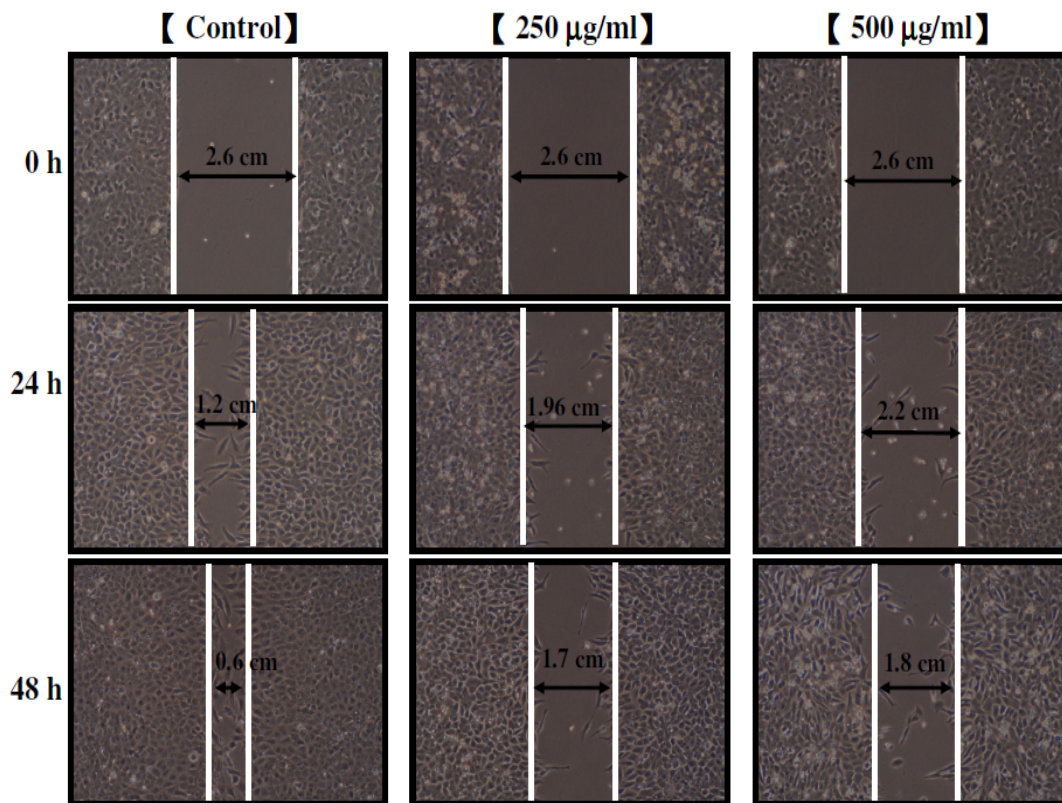 【 Control】
【 250 μg/ml】
【 500 μg/ml】
0 h
2.6 cm
2.6 cm
2.6 cm
24 h
1.2 cm
1.96 cm
2.2 cm
48 h
0.6 cm
1.7 cm
1.8 cm